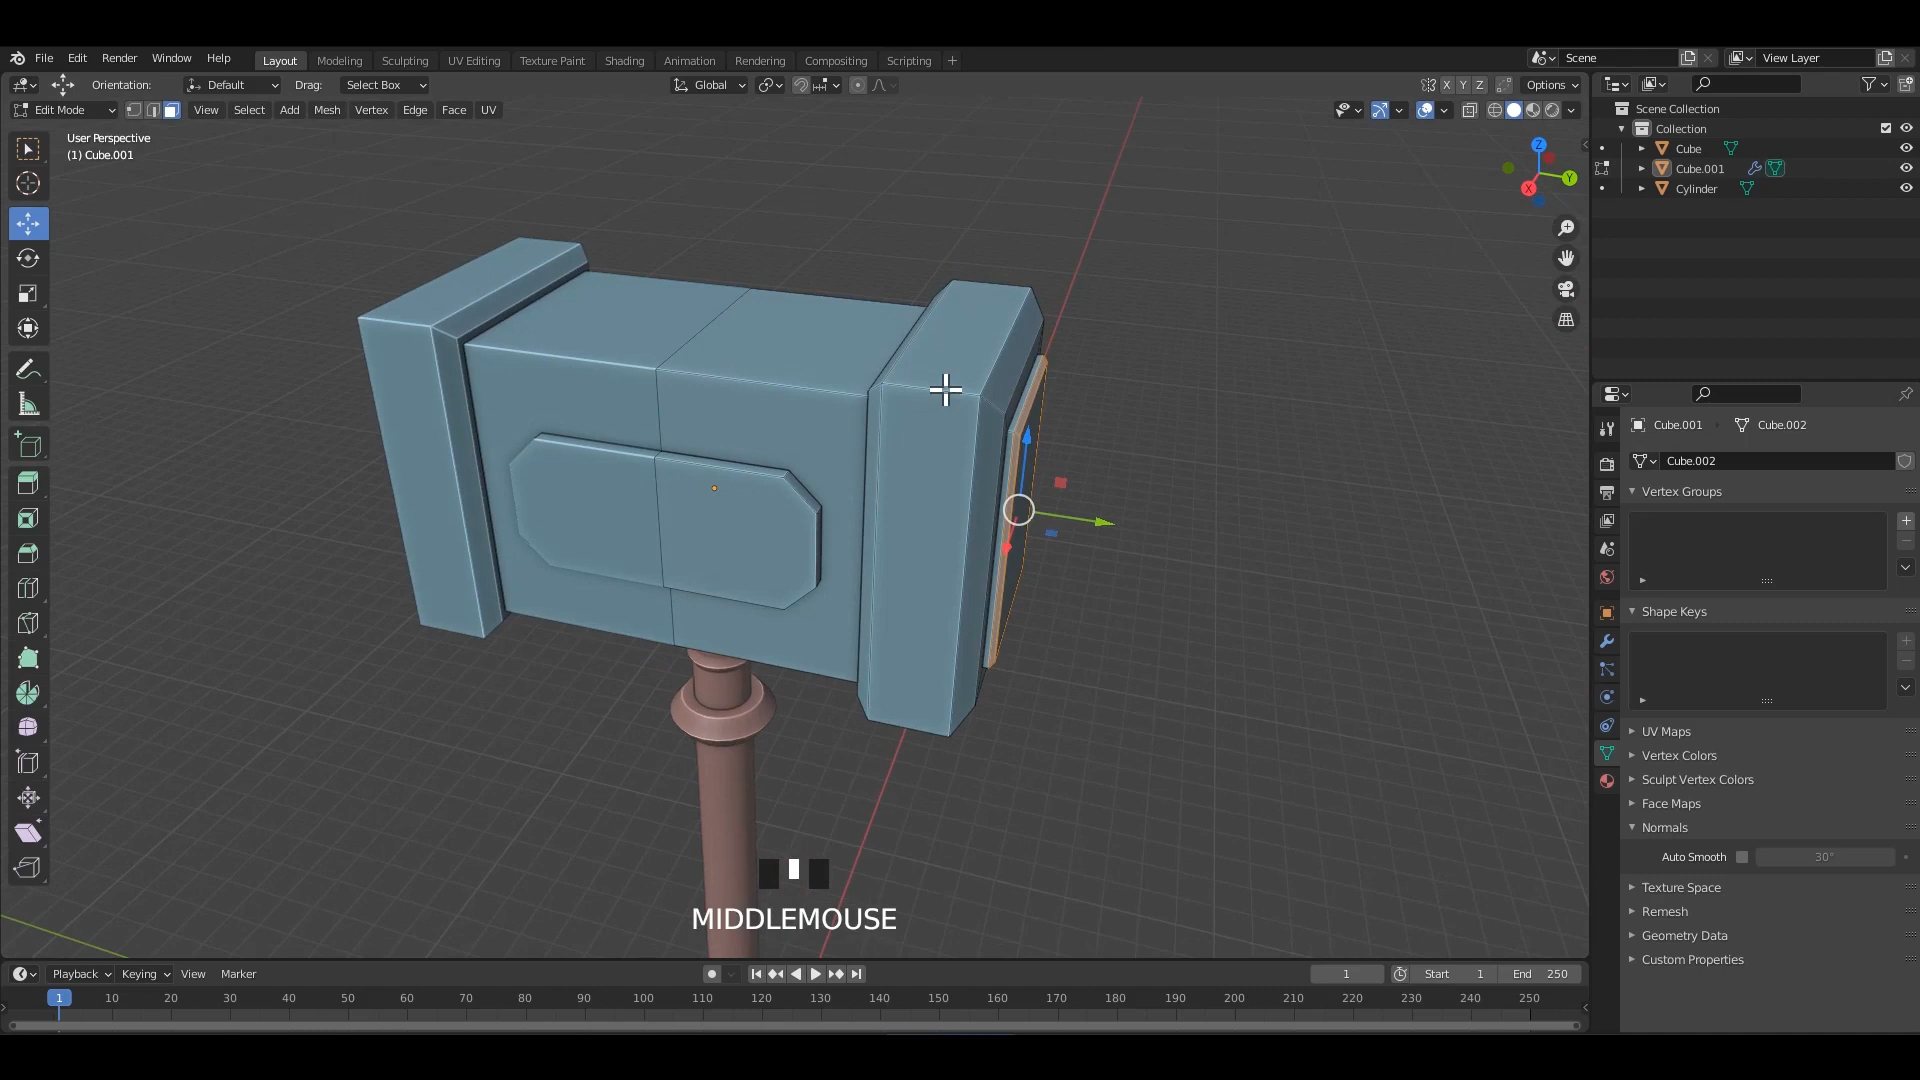 File Edit Render Window Help Layout Modeling Sculpting UV Editing Texture Paint Shading Animation Rendering Compositing Scripting + Scene View Layer
Orientation: Default Drag: Select Box Global X Y Z Options
Edit Mode View Select Add Mesh Vertex Edge Face UV
User Perspective
(1) Cube.001
Z
Y
X
Scene Collection
Collection
Cube
Cube.001
Cylinder
Cube.001 Cube.002
Cube.002
Vertex Groups
Shape Keys
UV Maps
Vertex Colors
Sculpt Vertex Colors
Face Maps
Normals
Auto Smooth 30°
Texture Space
Remesh
Geometry Data
Custom Properties
MIDDLEMOUSE
Playback Keying View Marker 1 Start 1 End 250
1 10 20 30 40 50 60 70 80 90 100 110 120 130 140 150 160 170 180 190 200 210 220 230 240 250